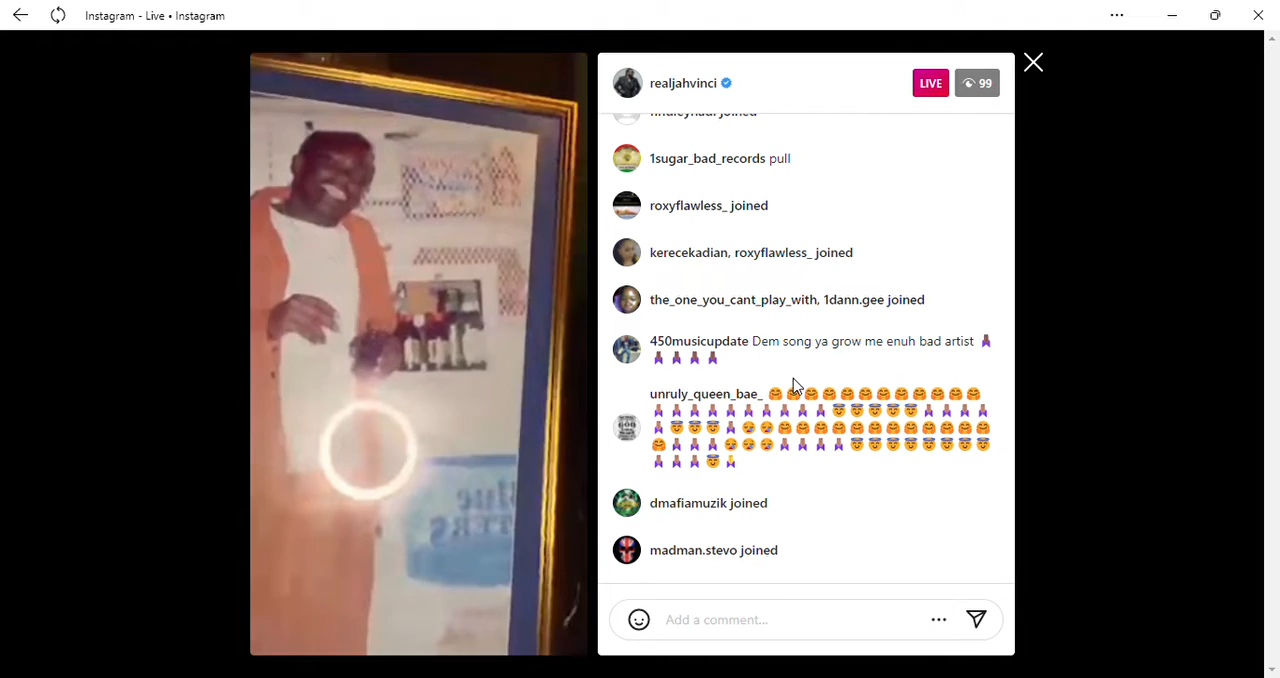 Instagram - Live • Instagram
realjahvinci
LIVE
99
1sugar_bad_records pull
roxyflawless_ joined
kerecekadian, roxyflawless_ joined
the_one_you_cant_play_with, 1dann.gee joined
450musicupdate Dem song ya grow me enuh bad artist 🧘🏾‍♀️
🧘🏾‍♀️🧘🏾‍♀️🧘🏾‍♀️🧘🏾‍♀️
unruly_queen_bae_
dmafiamuzik joined
madman.stevo joined
Add a comment...